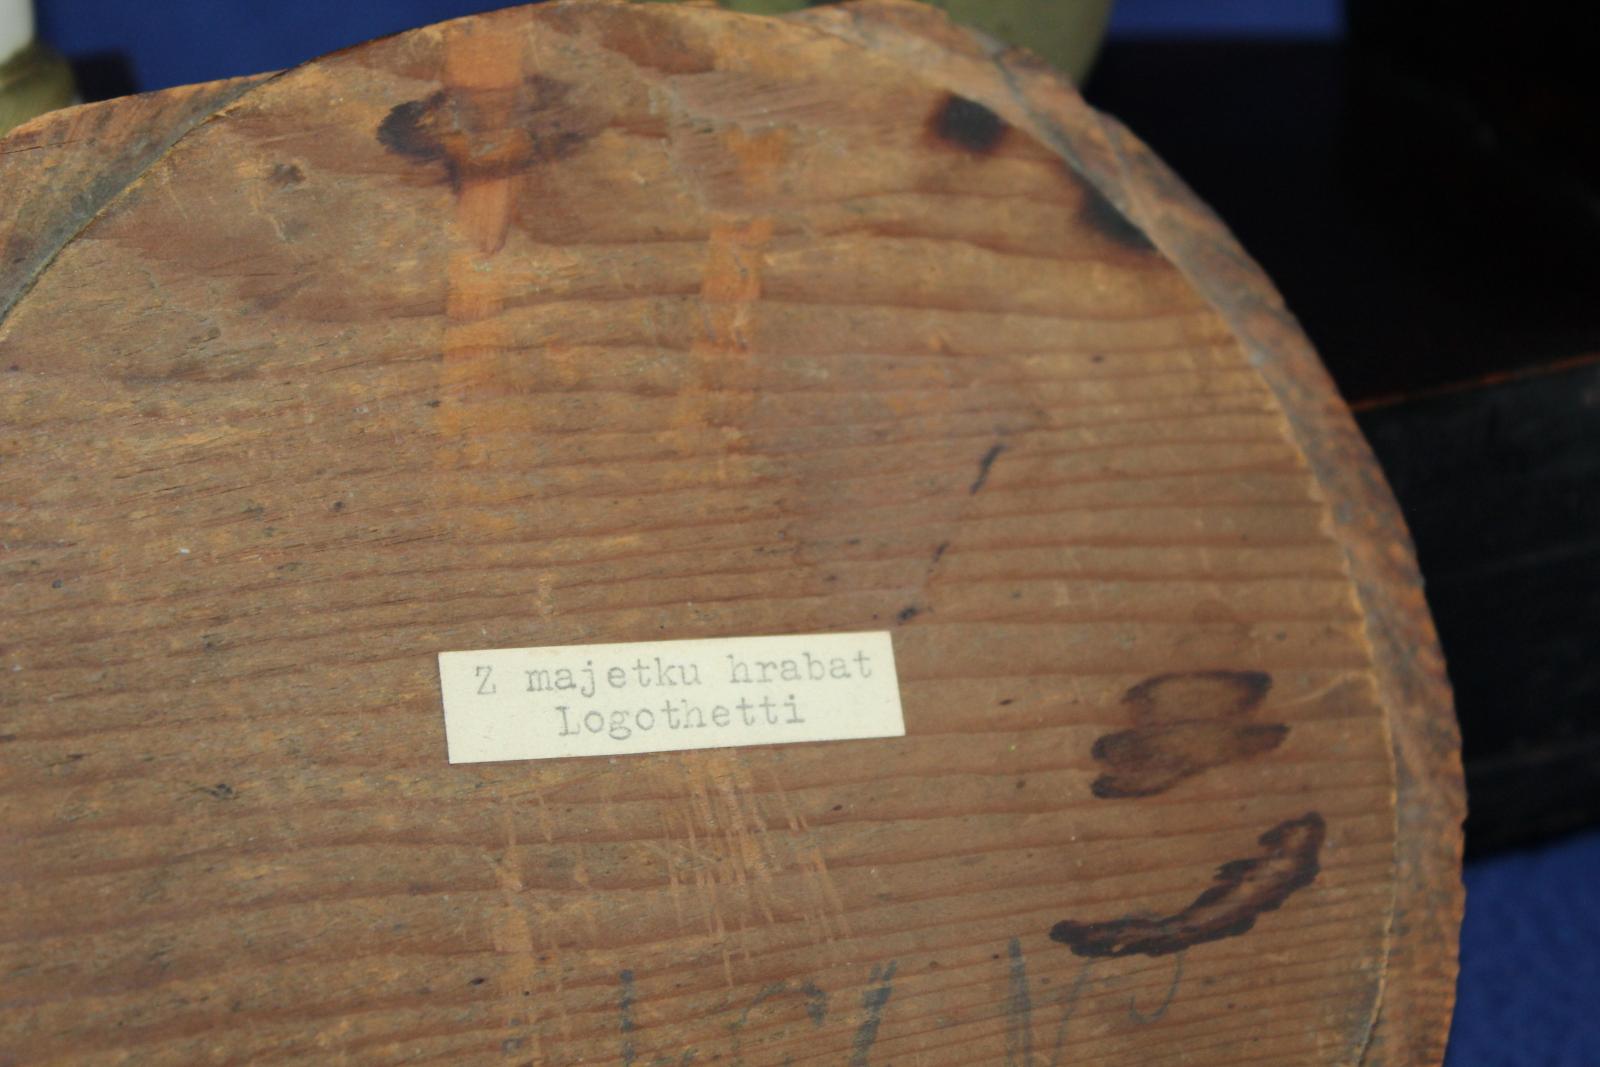 Z majetku hrabat
Logothetti